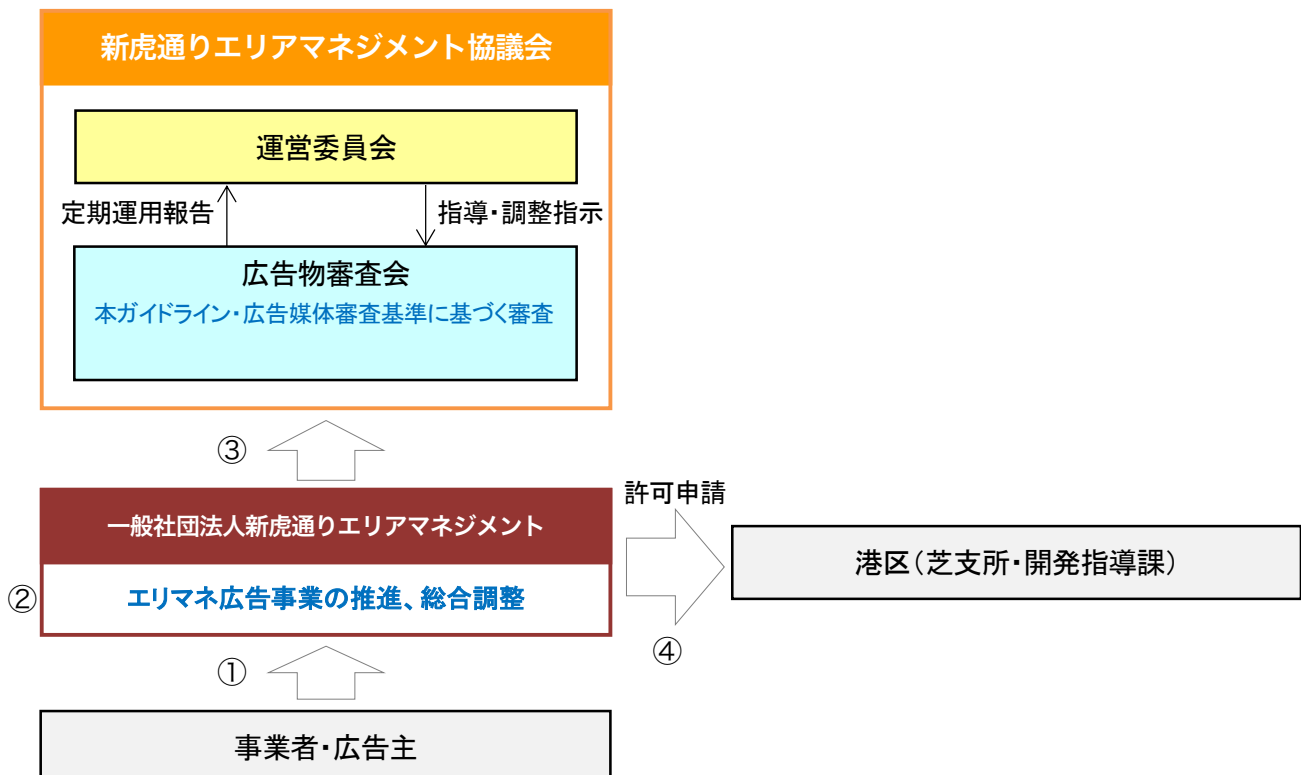 新虎通りエリアマネジメント協議会
運営委員会
定期運用報告
指導・調整指示
広告物審査会
本ガイドライン・広告媒体審査基準に基づく審査
③
一般社団法人新虎通りエリアマネジメント
許可申請
港区（芝支所・開発指導課）
②
エリマネ広告事業の推進、総合調整
④
①
事業者・広告主